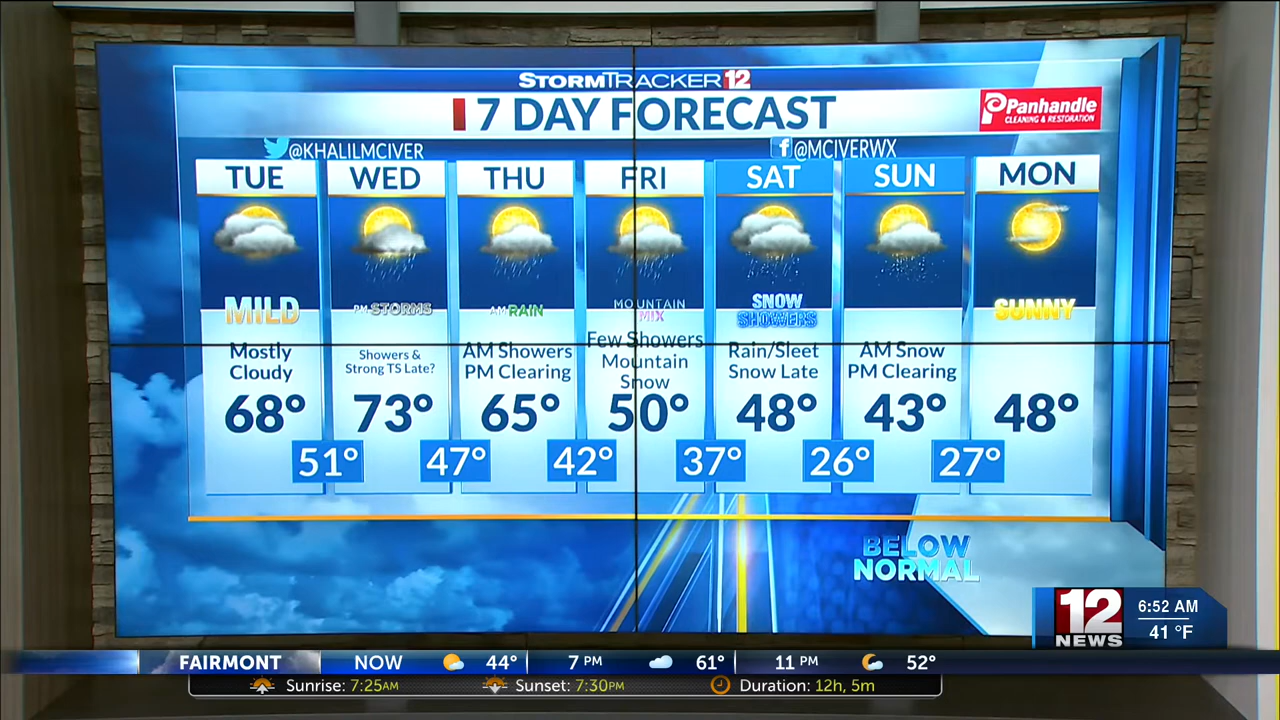 STORMTRACKER 12
7 DAY FORECAST
Panhandle
CLEANING & RESTORATION
@KHALILMCIVER
@MCIVERWX
TUE WED THU FRI SAT SUN MON
MILD
PM STORMS
AM RAIN
MOUNTAIN
MIX
SNOW
SHOWERS
SUNNY
Mostly
Cloudy
Showers &
Strong TS Late?
AM Showers
PM Clearing
Few Showers
Mountain
Snow
Rain/Sleet
Snow Late
AM Snow
PM Clearing
68° 73° 65° 50° 48° 43° 48°
51° 47° 42° 37° 26° 27°
BELOW
NORMAL
12
NEWS
6:52 AM
41 °F
FAIRMONT NOW 44° 7 PM 61° 11 PM 52°
Sunrise: 7:25AM Sunset: 7:30PM Duration: 12h, 5m